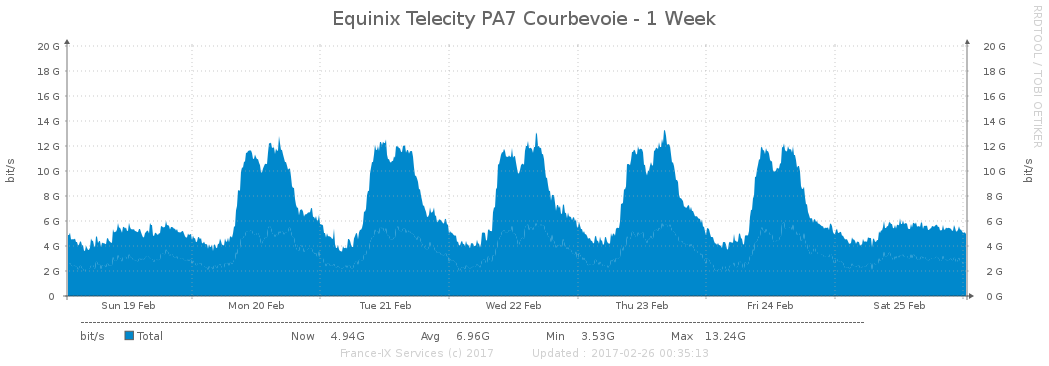 Equinix Telecity PA7 Courbevoie - 1 Week
RRDTOOL / TOBI OETIKER
bit/s
20 G 20 G
18 G 18 G
16 G 16 G
14 G 14 G
12 G 12 G
10 G 10 G
8 G 8 G
6 G 6 G
4 G 4 G
2 G 2 G
0 0 G
bit/s
Sun 19 Feb Mon 20 Feb Tue 21 Feb Wed 22 Feb Thu 23 Feb Fri 24 Feb Sat 25 Feb
bit/s Total Now 4.94G Avg 6.96G Min 3.53G Max 13.24G
France-IX Services (c) 2017 Updated : 2017-02-26 00:35:13